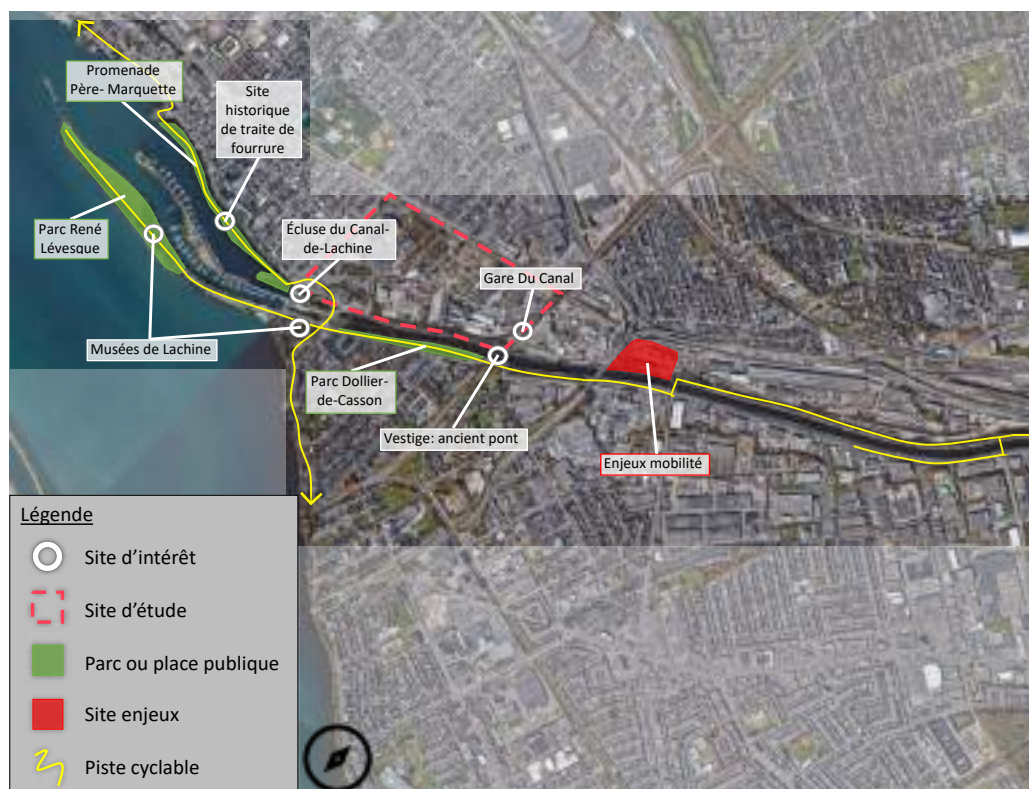 Promenade
Père- Marquette
Site
historique
de traite de
fourrure
Parc René
Lévesque
Écluse du Canal-
de-Lachine
Gare Du Canal
Musées de Lachine
Parc Dollier-
de-Casson
Vestige: ancient pont
Enjeux mobilité
Légende
Site d’intérêt
Site d’étude
Parc ou place publique
Site enjeux
Piste cyclable